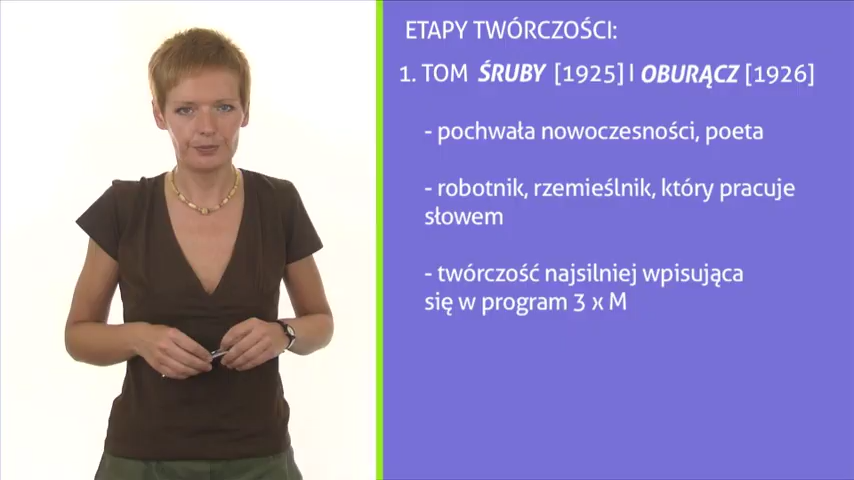 ETAPY TWÓRCZOŚCI:
1. TOM ŚRUBY [1925] I OBURĄCZ [1926]
- pochwała nowoczesności, poeta
- robotnik, rzemieślnik, który pracuje
słowem
- twórczość najsilniej wpisująca
się w program 3 x M